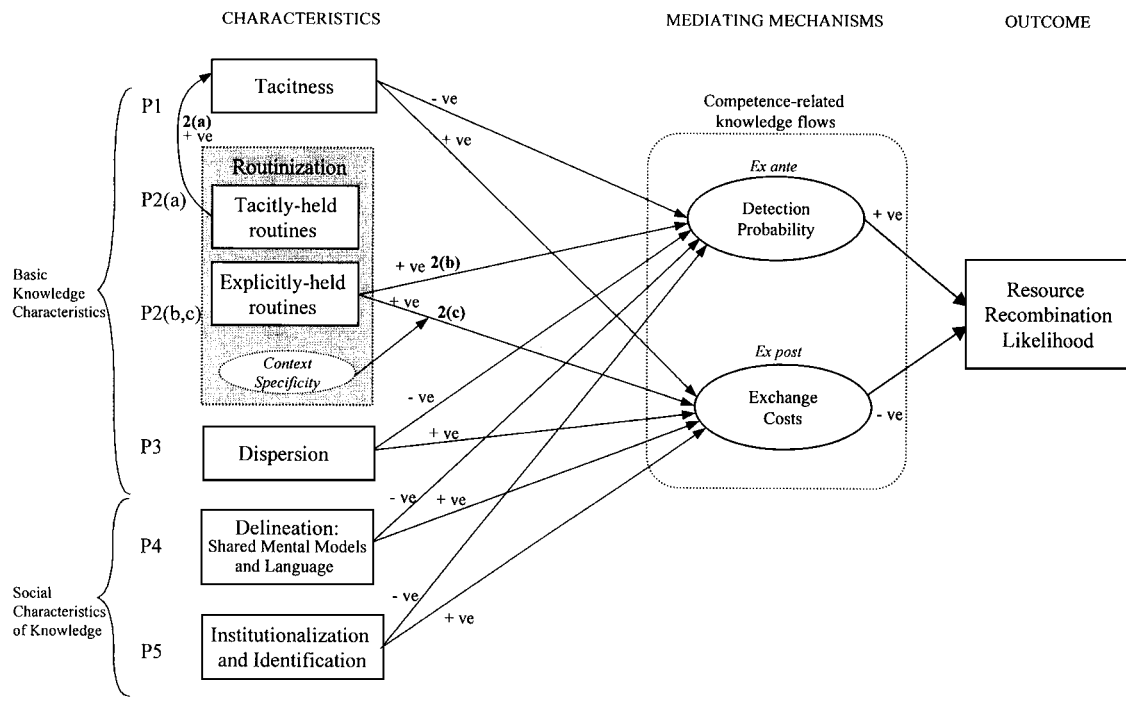 CHARACTERISTICS
MEDIATING MECHANISMS
OUTCOME
P1
Tacitness
- ve
+ ve
Competence-related
knowledge flows
2(a)
+ ve
Routinization
P2(a)
Tacitly-held
routines
Ex ante
Detection
Probability
+ ve
Basic
Knowledge
Characteristics
P2(b,c)
Explicitly-held
routines
+ ve 2(b)
+ ve
2(c)
Context
Specificity
Resource
Recombination
Likelihood
Ex post
Exchange
Costs
- ve
P3
Dispersion
- ve
+ ve
P4
Delineation:
Shared Mental Models
and Language
- ve
+ ve
Social
Characteristics
of Knowledge
P5
Institutionalization
and Identification
- ve
+ ve